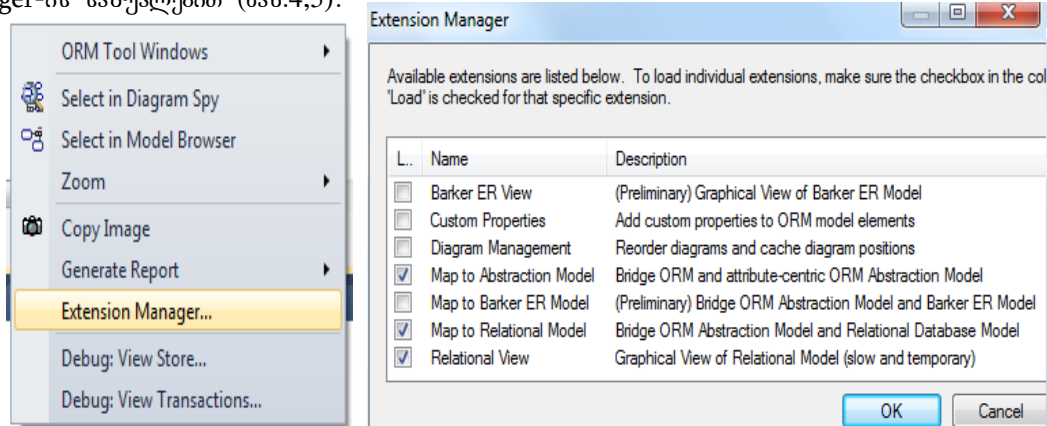 ger-ის საშუალებით (ნახ.4,5).
ORM Tool Windows
Select in Diagram Spy
Select in Model Browser
Zoom
Copy Image
Generate Report
Extension Manager...
Debug: View Store...
Debug: View Transactions...
Extension Manager
Available extensions are listed below. To load individual extensions, make sure the checkbox in the col
'Load' is checked for that specific extension.
L.. Name Description
Barker ER View (Preliminary) Graphical View of Barker ER Model
Custom Properties Add custom properties to ORM model elements
Diagram Management Reorder diagrams and cache diagram positions
Map to Abstraction Model Bridge ORM and attribute-centric ORM Abstraction Model
Map to Barker ER Model (Preliminary) Bridge ORM Abstraction Model and Barker ER Model
Map to Relational Model Bridge ORM Abstraction Model and Relational Database Model
Relational View Graphical View of Relational Model (slow and temporary)
OK Cancel